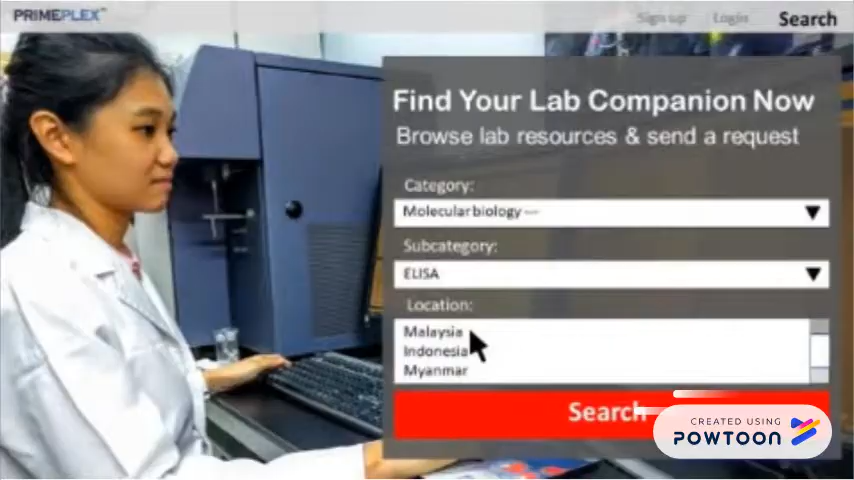 PRIMEPLEX™
Sign up Login Search
Find Your Lab Companion Now
Browse lab resources & send a request
Category:
Molecular biology ---
Subcategory:
ELISA
Location:
Malaysia
Indonesia
Myanmar
Search
CREATED USING
POWTOON